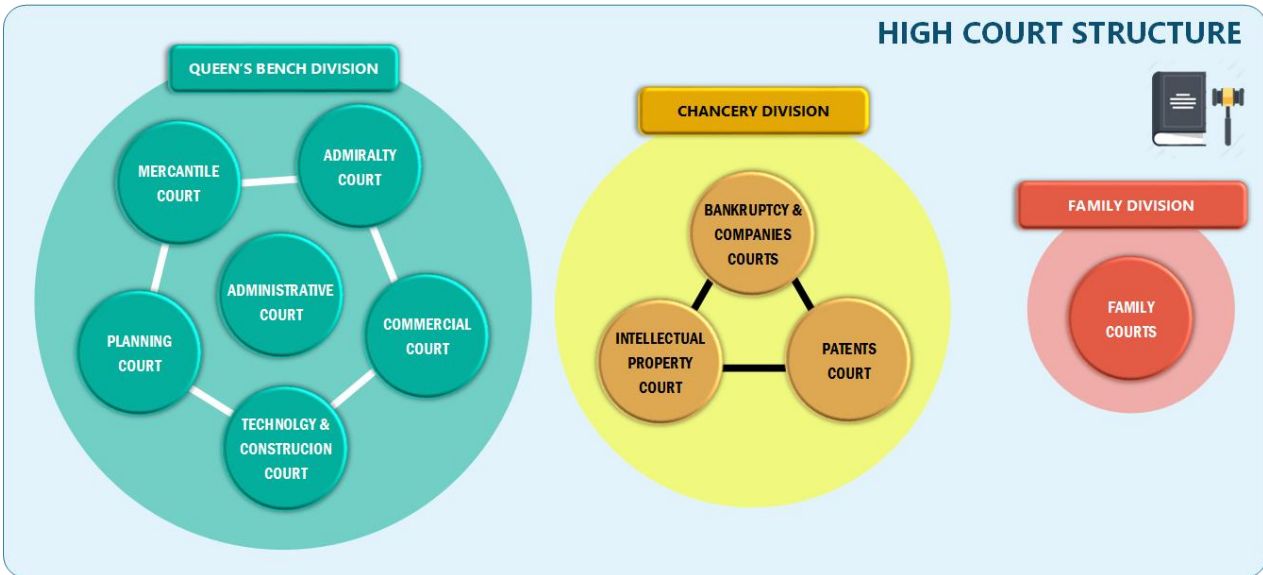 HIGH COURT STRUCTURE
QUEEN'S BENCH DIVISION
MERCANTILE
COURT
ADMIRALTY
COURT
ADMINISTRATIVE
COURT
PLANNING
COURT
COMMERCIAL
COURT
TECHNOLGY &
CONSTRUCION
COURT
CHANCERY DIVISION
BANKRUPTCY &
COMPANIES
COURTS
INTELLECTUAL
PROPERTY
COURT
PATENTS
COURT
FAMILY DIVISION
FAMILY
COURTS